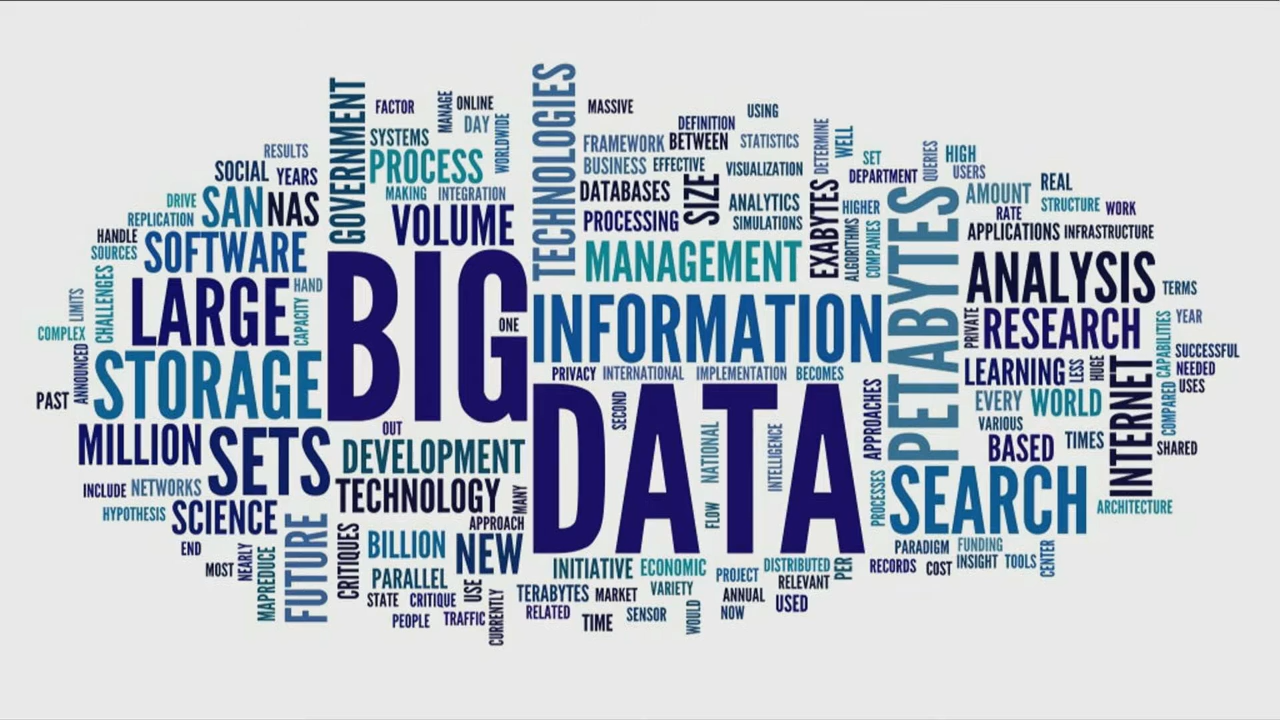 RESULTS
SOCIAL
YEARS
DRIVE
SAN
NAS
REPLICATION
HANDLE
SOURCES
SOFTWARE
CHALLENGES
LARGE
HAND
CAPACITY
LIMITS
COMPLEX
ANNOUNCED
STORAGE
PAST
MILLION
SETS
INCLUDE
NETWORKS
HYPOTHESIS
SCIENCE
END
MOST
NEARLY
MAPREDUCE
FUTURE
GOVERNMENT
FACTOR
MANAGE
ONLINE
DAY
WORLDWIDE
SYSTEMS
PROCESS
MAKING
INTEGRATION
VOLUME
BIG
ONE
OUT
DEVELOPMENT
TECHNOLOGY
MANY
APPROACH
CRITIQUES
BILLION
NEW
PARALLEL
STATE
CRITIQUE
USE
PEOPLE
TRAFFIC
CURRENTLY
TECHNOLOGIES
MASSIVE
DEFINITION
USING
FRAMEWORK
BETWEEN
STATISTICS
BUSINESS
EFFECTIVE
VISUALIZATION
DATABASES
SIZE
ANALYTICS
PROCESSING
SIMULATIONS
MANAGEMENT
EXABYTES
DETERMINE
WELL
SET
DEPARTMENT
HIGHER
ALGORITHMS
COMPANIES
INFORMATION
PRIVACY
INTERNATIONAL
IMPLEMENTATION
BECOMES
DATA
SECOND
NATIONAL
FLOW
INTELLIGENCE
APPROACHES
PROCESSES
INITIATIVE
ECONOMIC
PROJECT
DISTRIBUTED
PER
TERABYTES
MARKET
VARIETY
RELEVANT
ANNUAL
RELATED
TIME
SENSOR
WOULD
NOW
USED
QUERIES
HIGH
USERS
PETABYTES
AMOUNT
REAL
STRUCTURE
RATE
WORK
APPLICATIONS
INFRASTRUCTURE
ANALYSIS
TERMS
PRIVATE
RESEARCH
CAPABILITIES
YEAR
LEARNING
LESS
HUGE
INTERNET
SUCCESSFUL
NEEDED
USES
COMPARED
EVERY
WORLD
VARIOUS
BASED
TIMES
SHARED
SEARCH
ARCHITECTURE
PARADIGM
FUNDING
RECORDS
COST
INSIGHT
TOOLS
CENTER